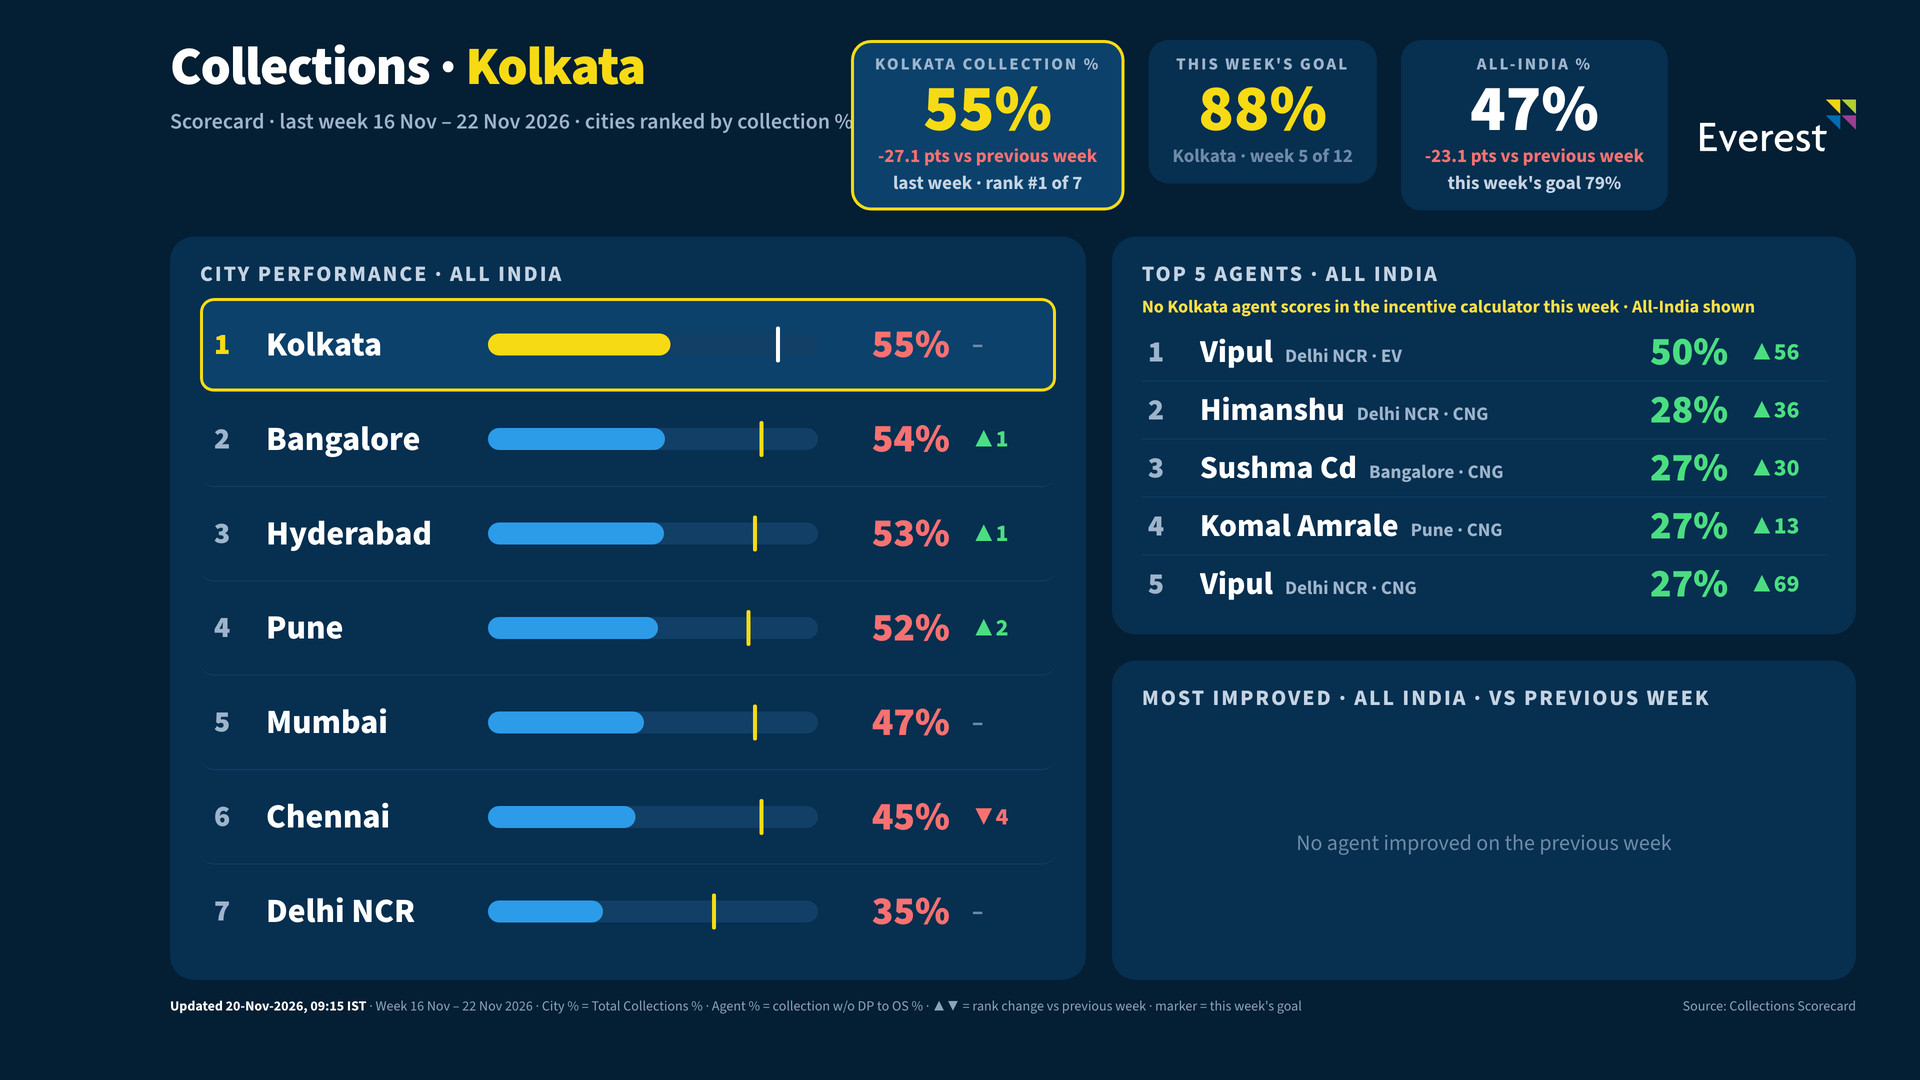 Collections · Kolkata
Scorecard · last week 16 Nov – 22 Nov 2026 · cities ranked by collection %
KOLKATA COLLECTION %
55%
-27.1 pts vs previous week
last week · rank #1 of 7
THIS WEEK'S GOAL
88%
Kolkata · week 5 of 12
ALL-INDIA %
47%
-23.1 pts vs previous week
this week's goal 79%
Everest
CITY PERFORMANCE · ALL INDIA
1 Kolkata 55% –
2 Bangalore 54% ▲1
3 Hyderabad 53% ▲1
4 Pune 52% ▲2
5 Mumbai 47% –
6 Chennai 45% ▼4
7 Delhi NCR 35% –
TOP 5 AGENTS · ALL INDIA
No Kolkata agent scores in the incentive calculator this week · All-India shown
1 Vipul Delhi NCR · EV 50% ▲56
2 Himanshu Delhi NCR · CNG 28% ▲36
3 Sushma Cd Bangalore · CNG 27% ▲30
4 Komal Amrale Pune · CNG 27% ▲13
5 Vipul Delhi NCR · CNG 27% ▲69
MOST IMPROVED · ALL INDIA · VS PREVIOUS WEEK
No agent improved on the previous week
Updated 20-Nov-2026, 09:15 IST · Week 16 Nov – 22 Nov 2026 · City % = Total Collections % · Agent % = collection w/o DP to OS % · ▲▼ = rank change vs previous week · marker = this week's goal
Source: Collections Scorecard